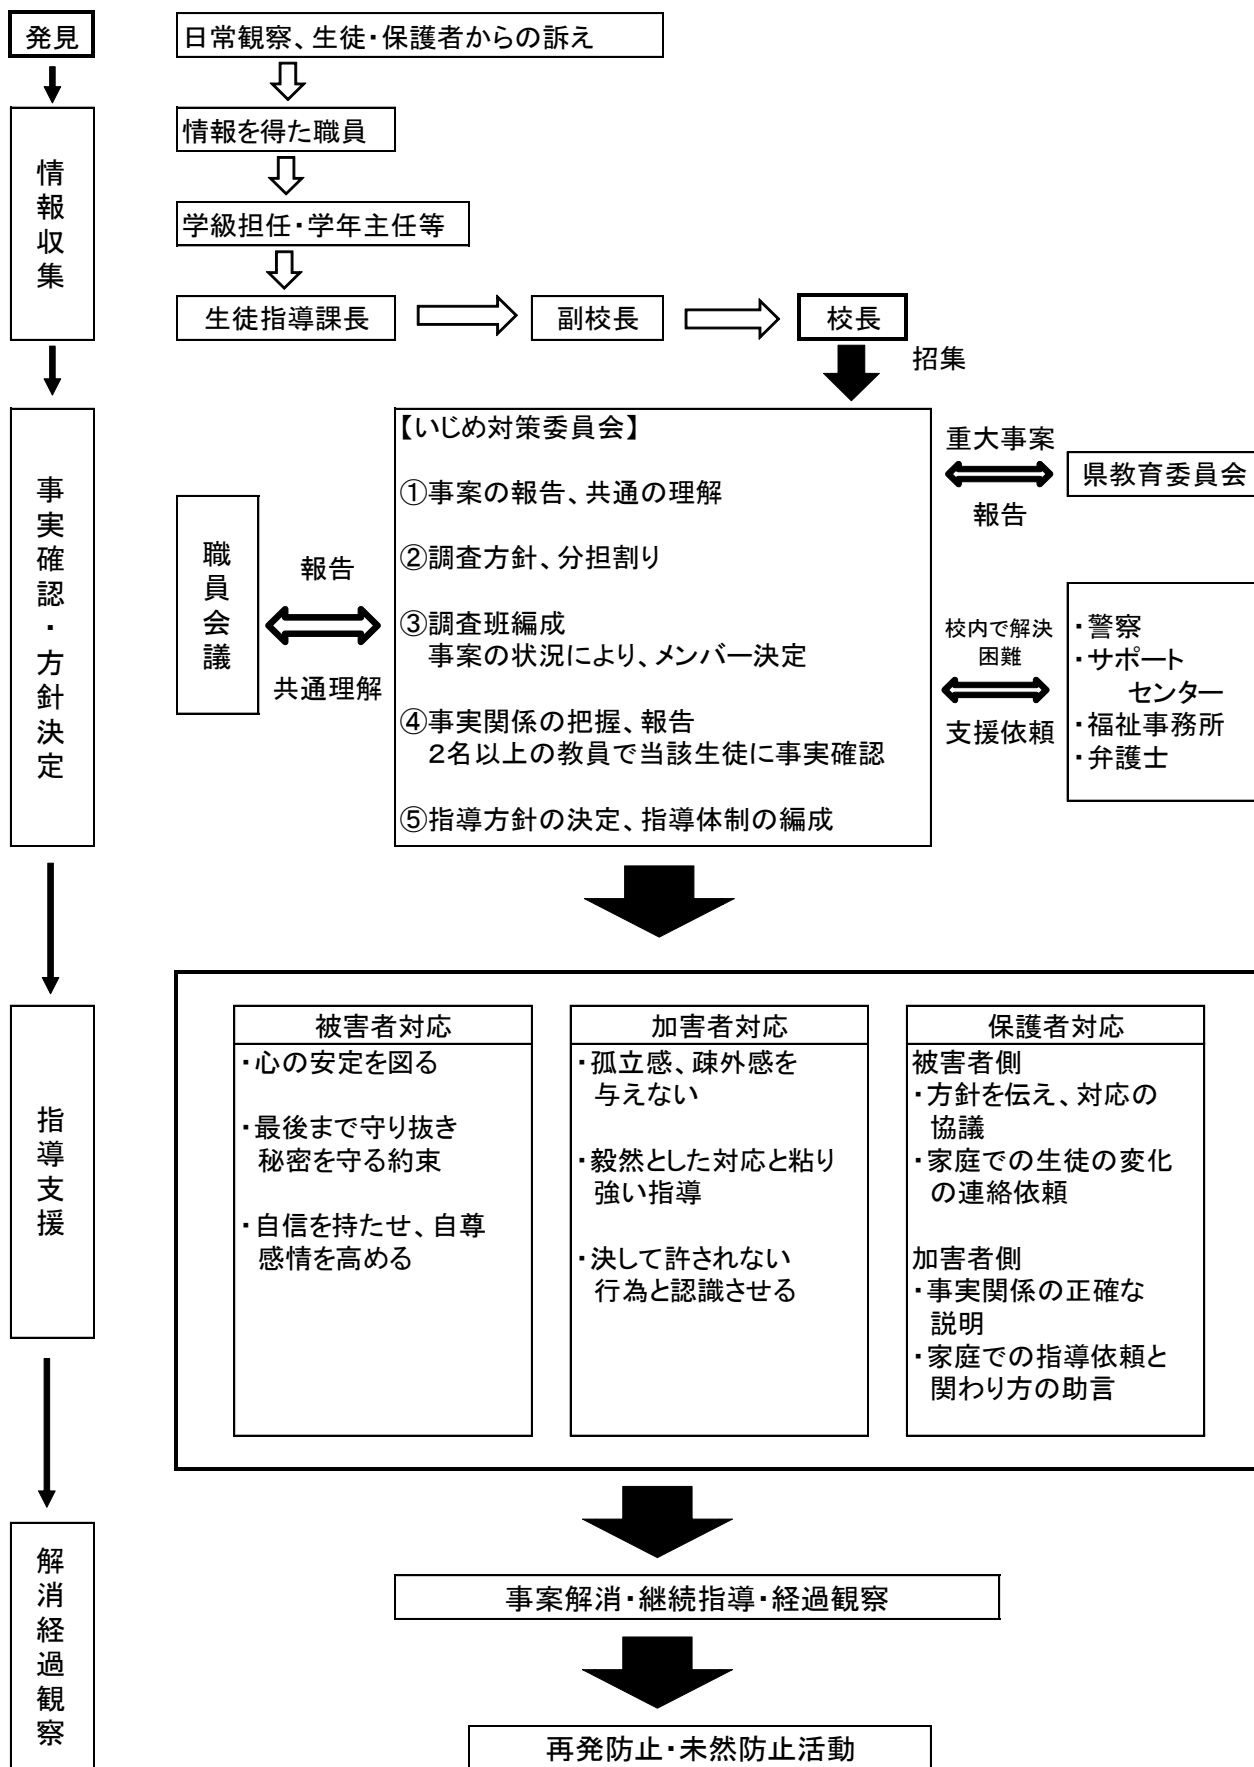 発見
日常観察、生徒・保護者からの訴え
情報を得た職員
情報収集
学級担任・学年主任等
生徒指導課長
副校長
校長
招集
事実確認・方針決定
【いじめ対策委員会】
①事案の報告、共通の理解
②調査方針、分担割り
③調査班編成
事案の状況により、メンバー決定
④事実関係の把握、報告
2名以上の教員で当該生徒に事実確認
⑤指導方針の決定、指導体制の編成
職員会議
報告
共通理解
重大事案
報告
県教育委員会
校内で解決
困難
支援依頼
・警察
・サポート
センター
・福祉事務所
・弁護士
指導支援
被害者対応
・心の安定を図る
・最後まで守り抜き
秘密を守る約束
・自信を持たせ、自尊
感情を高める
加害者対応
・孤立感、疎外感を
与えない
・毅然とした対応と粘り
強い指導
・決して許されない
行為と認識させる
保護者対応
被害者側
・方針を伝え、対応の
協議
・家庭での生徒の変化
の連絡依頼
加害者側
・事実関係の正確な
説明
・家庭での指導依頼と
関わり方の助言
解消経過観察
事案解消・継続指導・経過観察
再発防止・未然防止活動